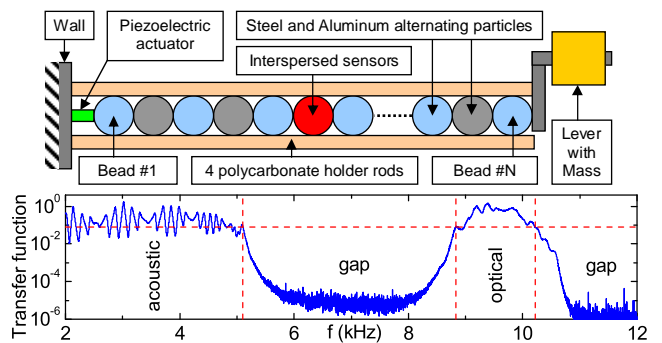 Wall
Piezoelectric
actuator
Steel and Aluminum alternating particles
Interspersed sensors
Bead #1
4 polycarbonate holder rods
Bead #N
Lever
with
Mass
Transfer function
10^0
10^-2
10^-4
10^-6
acoustic
gap
optical
gap
2
4
6
8
10
12
f (kHz)